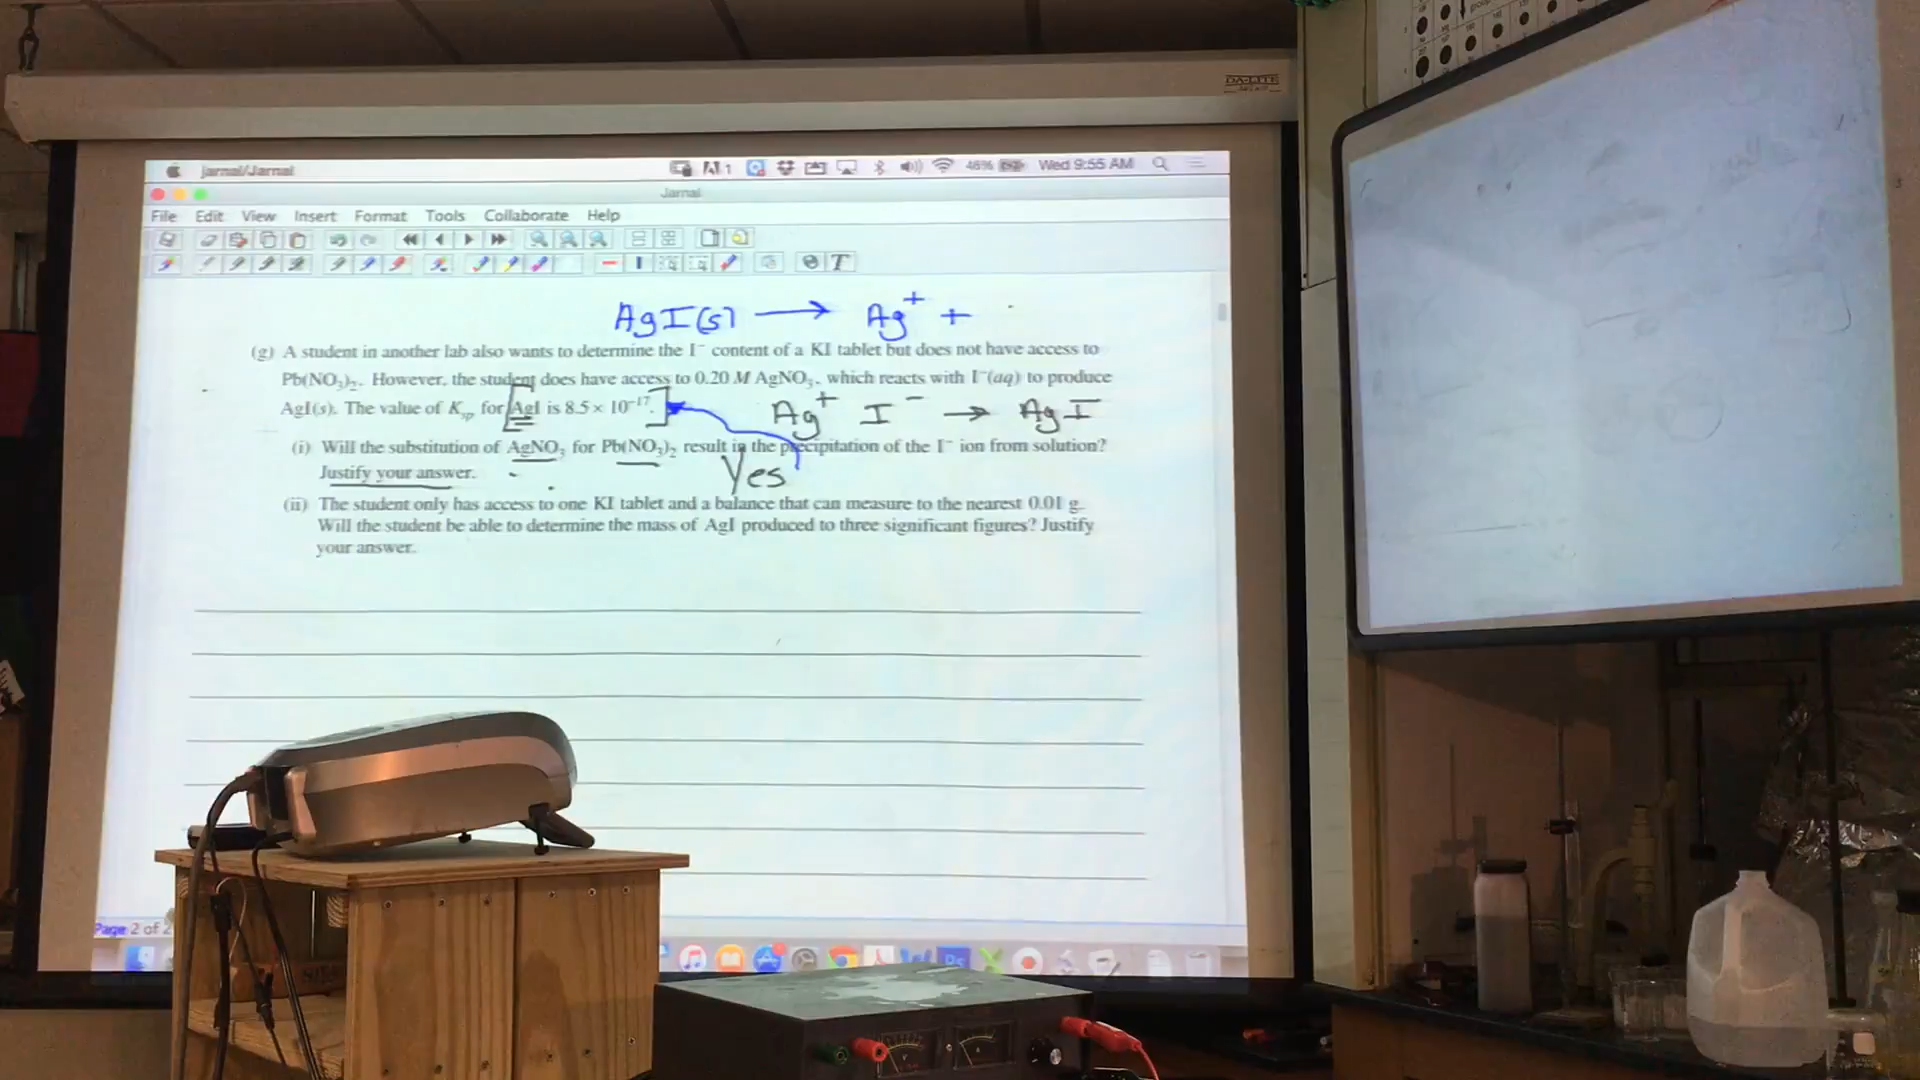 DA-LITE
jarnal/Jarnal
1
46%
Wed 9:55 AM
Jarnal
File Edit View Insert Format Tools Collaborate Help
T
AgI(s) → Ag⁺ +
(g) A student in another lab also wants to determine the I⁻ content of a KI tablet but does not have access to
Pb(NO₃)₂. However, the student does have access to 0.20 M AgNO₃, which reacts with I⁻(aq) to produce
AgI(s). The value of Kₛₚ for [AgI is 8.5 × 10⁻¹⁷.]
Ag⁺ I⁻ → AgI
(i) Will the substitution of AgNO₃ for Pb(NO₃)₂ result in the precipitation of the I⁻ ion from solution?
Justify your answer.
Yes
(ii) The student only has access to one KI tablet and a balance that can measure to the nearest 0.01 g.
Will the student be able to determine the mass of AgI produced to three significant figures? Justify
your answer.
Page 2 of 2
Ps